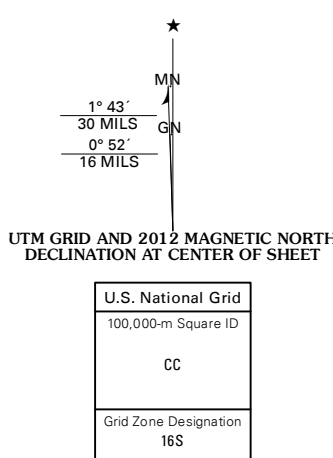 ★
MN
1° 43´
30 MILS
GN
0° 52´
16 MILS
UTM GRID AND 2012 MAGNETIC NORTH
DECLINATION AT CENTER OF SHEET
U.S. National Grid
100,000-m Square ID
CC
Grid Zone Designation
16S